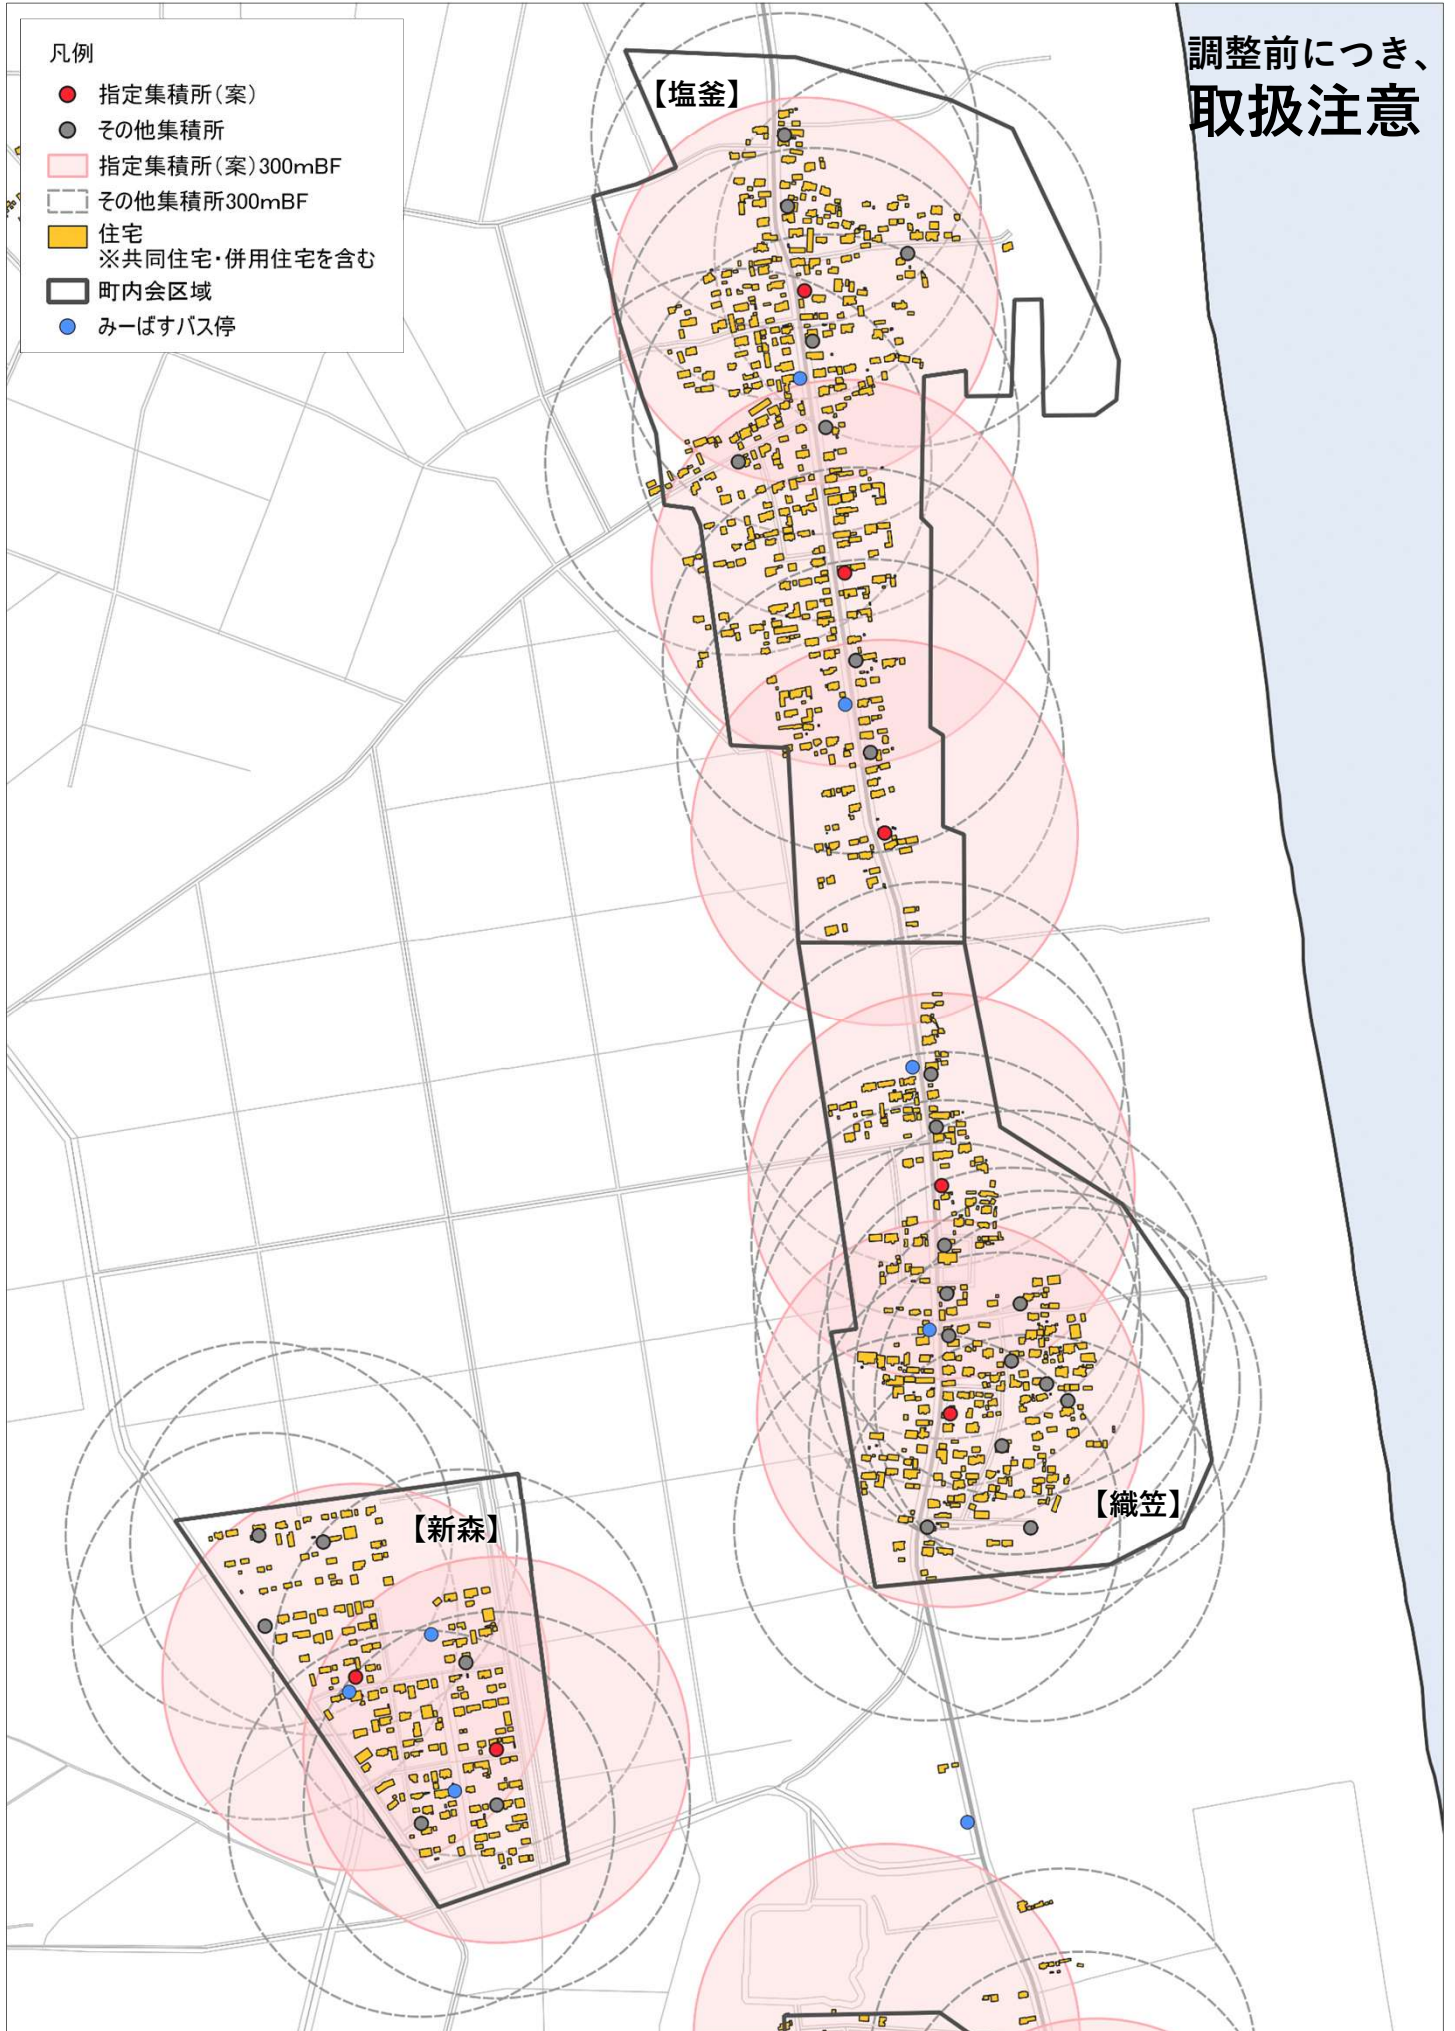 凡例
指定集積所（案）
その他集積所
指定集積所（案）300mBF
その他集積所300mBF
住宅
※共同住宅・併用住宅を含む
町内会区域
みーばすバス停
調整前につき、
取扱注意
【塩釜】
【織笠】
【新森】